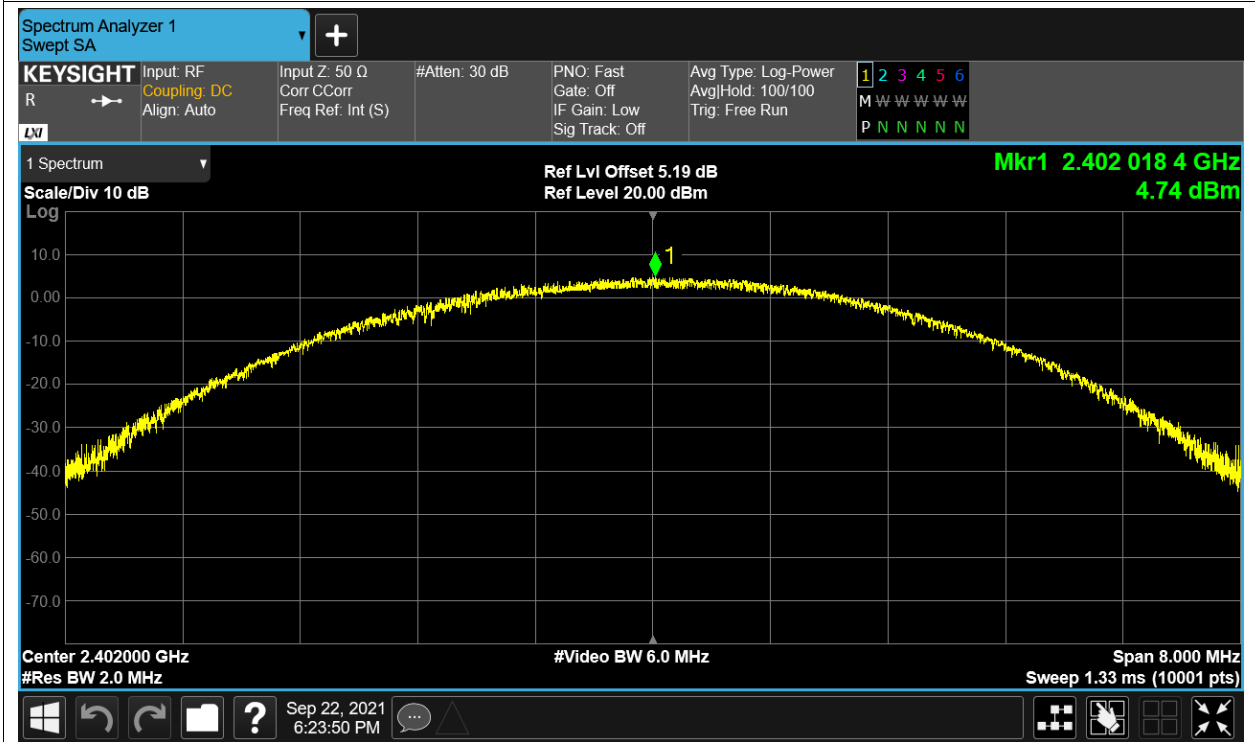 Spectrum Analyzer 1
Swept SA
+
KEYSIGHT Input: RF Input Z: 50 Ω #Atten: 30 dB PNO: Fast Avg Type: Log-Power 1 2 3 4 5 6
R Coupling: DC Corr CCorr Gate: Off Avg|Hold: 100/100 M W W W W W
Align: Auto Freq Ref: Int (S) IF Gain: Low Trig: Free Run
LXI Sig Track: Off P N N N N N
1 Spectrum Ref Lvl Offset 5.19 dB Mkr1 2.402 018 4 GHz
Scale/Div 10 dB Ref Level 20.00 dBm 4.74 dBm
Log
10.0
1
0.00
-10.0
-20.0
-30.0
-40.0
-50.0
-60.0
-70.0
Center 2.402000 GHz #Video BW 6.0 MHz Span 8.000 MHz
#Res BW 2.0 MHz Sweep 1.33 ms (10001 pts)
? Sep 22, 2021
6:23:50 PM